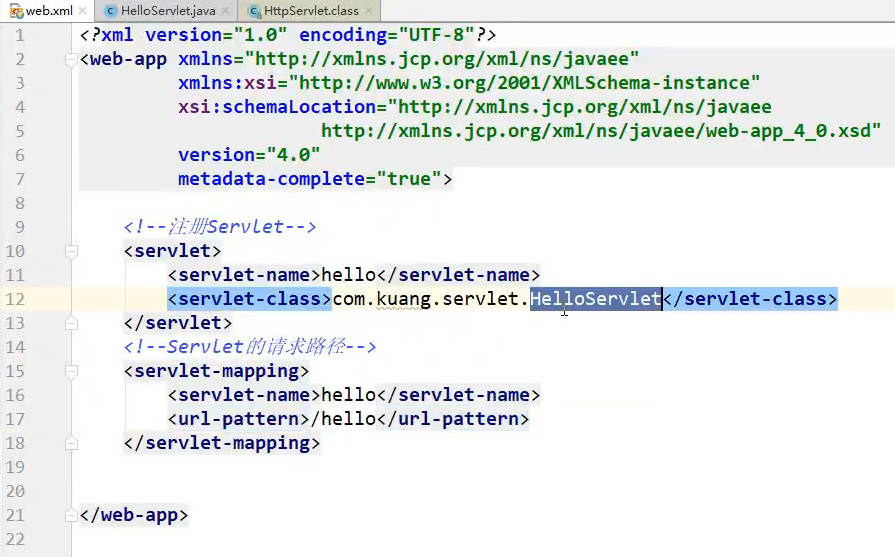 web.xml HelloServlet.java HttpServlet.class
1 <?xml version="1.0" encoding="UTF-8"?>
2 <web-app xmlns="http://xmlns.jcp.org/xml/ns/javaee"
3 xmlns:xsi="http://www.w3.org/2001/XMLSchema-instance"
4 xsi:schemaLocation="http://xmlns.jcp.org/xml/ns/javaee
5 http://xmlns.jcp.org/xml/ns/javaee/web-app_4_0.xsd"
6 version="4.0"
7 metadata-complete="true">
8
9 <!--注册Servlet-->
10 <servlet>
11 <servlet-name>hello</servlet-name>
12 <servlet-class>com.kuang.servlet.HelloServlet</servlet-class>
13 </servlet>
14 <!--Servlet的请求路径-->
15 <servlet-mapping>
16 <servlet-name>hello</servlet-name>
17 <url-pattern>/hello</url-pattern>
18 </servlet-mapping>
19
20
21 </web-app>
22